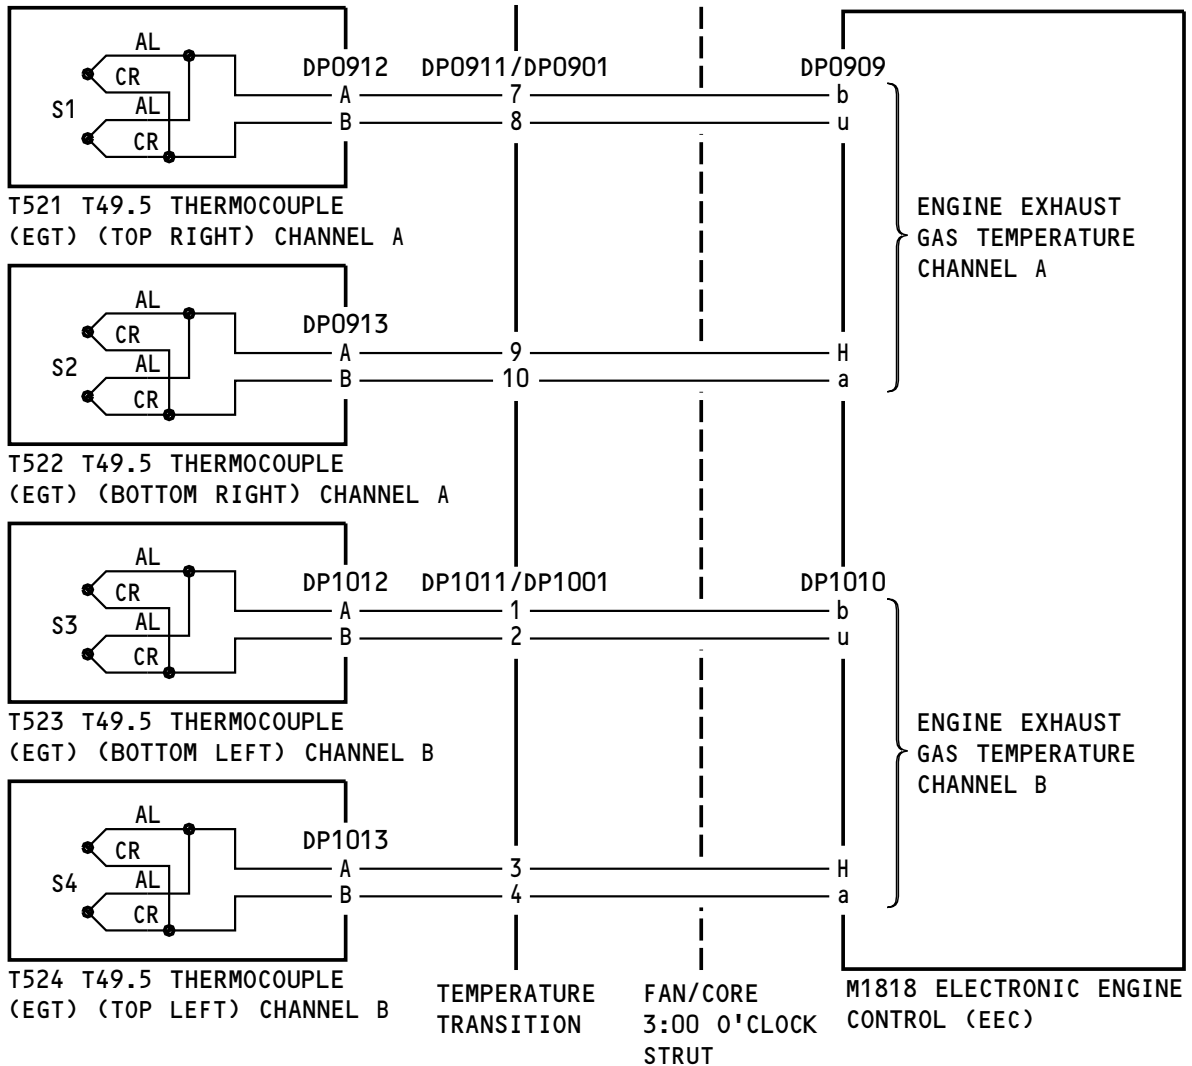 AL
DP0912 DP0911/DP0901 DP0909
CR
A 7 b
S1 AL
B 8 u
CR
T521 T49.5 THERMOCOUPLE
(EGT) (TOP RIGHT) CHANNEL A
ENGINE EXHAUST
GAS TEMPERATURE
CHANNEL A
AL
DP0913
CR
A 9 H
S2 AL
B 10 a
CR
T522 T49.5 THERMOCOUPLE
(EGT) (BOTTOM RIGHT) CHANNEL A
AL
DP1012 DP1011/DP1001 DP1010
CR
A 1 b
S3 AL
B 2 u
CR
T523 T49.5 THERMOCOUPLE
(EGT) (BOTTOM LEFT) CHANNEL B
ENGINE EXHAUST
GAS TEMPERATURE
CHANNEL B
AL
DP1013
CR
A 3 H
S4 AL
B 4 a
CR
T524 T49.5 THERMOCOUPLE
(EGT) (TOP LEFT) CHANNEL B
TEMPERATURE
TRANSITION
FAN/CORE
3:00 O'CLOCK
STRUT
M1818 ELECTRONIC ENGINE
CONTROL (EEC)